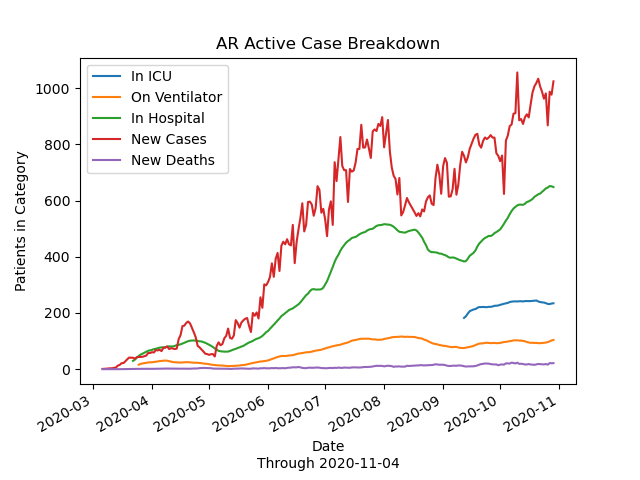 AR Active Case Breakdown
In ICU
On Ventilator
In Hospital
New Cases
New Deaths
Patients in Category
1000
800
600
400
200
0
2020-03
2020-04
2020-05
2020-06
2020-07
2020-08
2020-09
2020-10
2020-11
Date
Through 2020-11-04